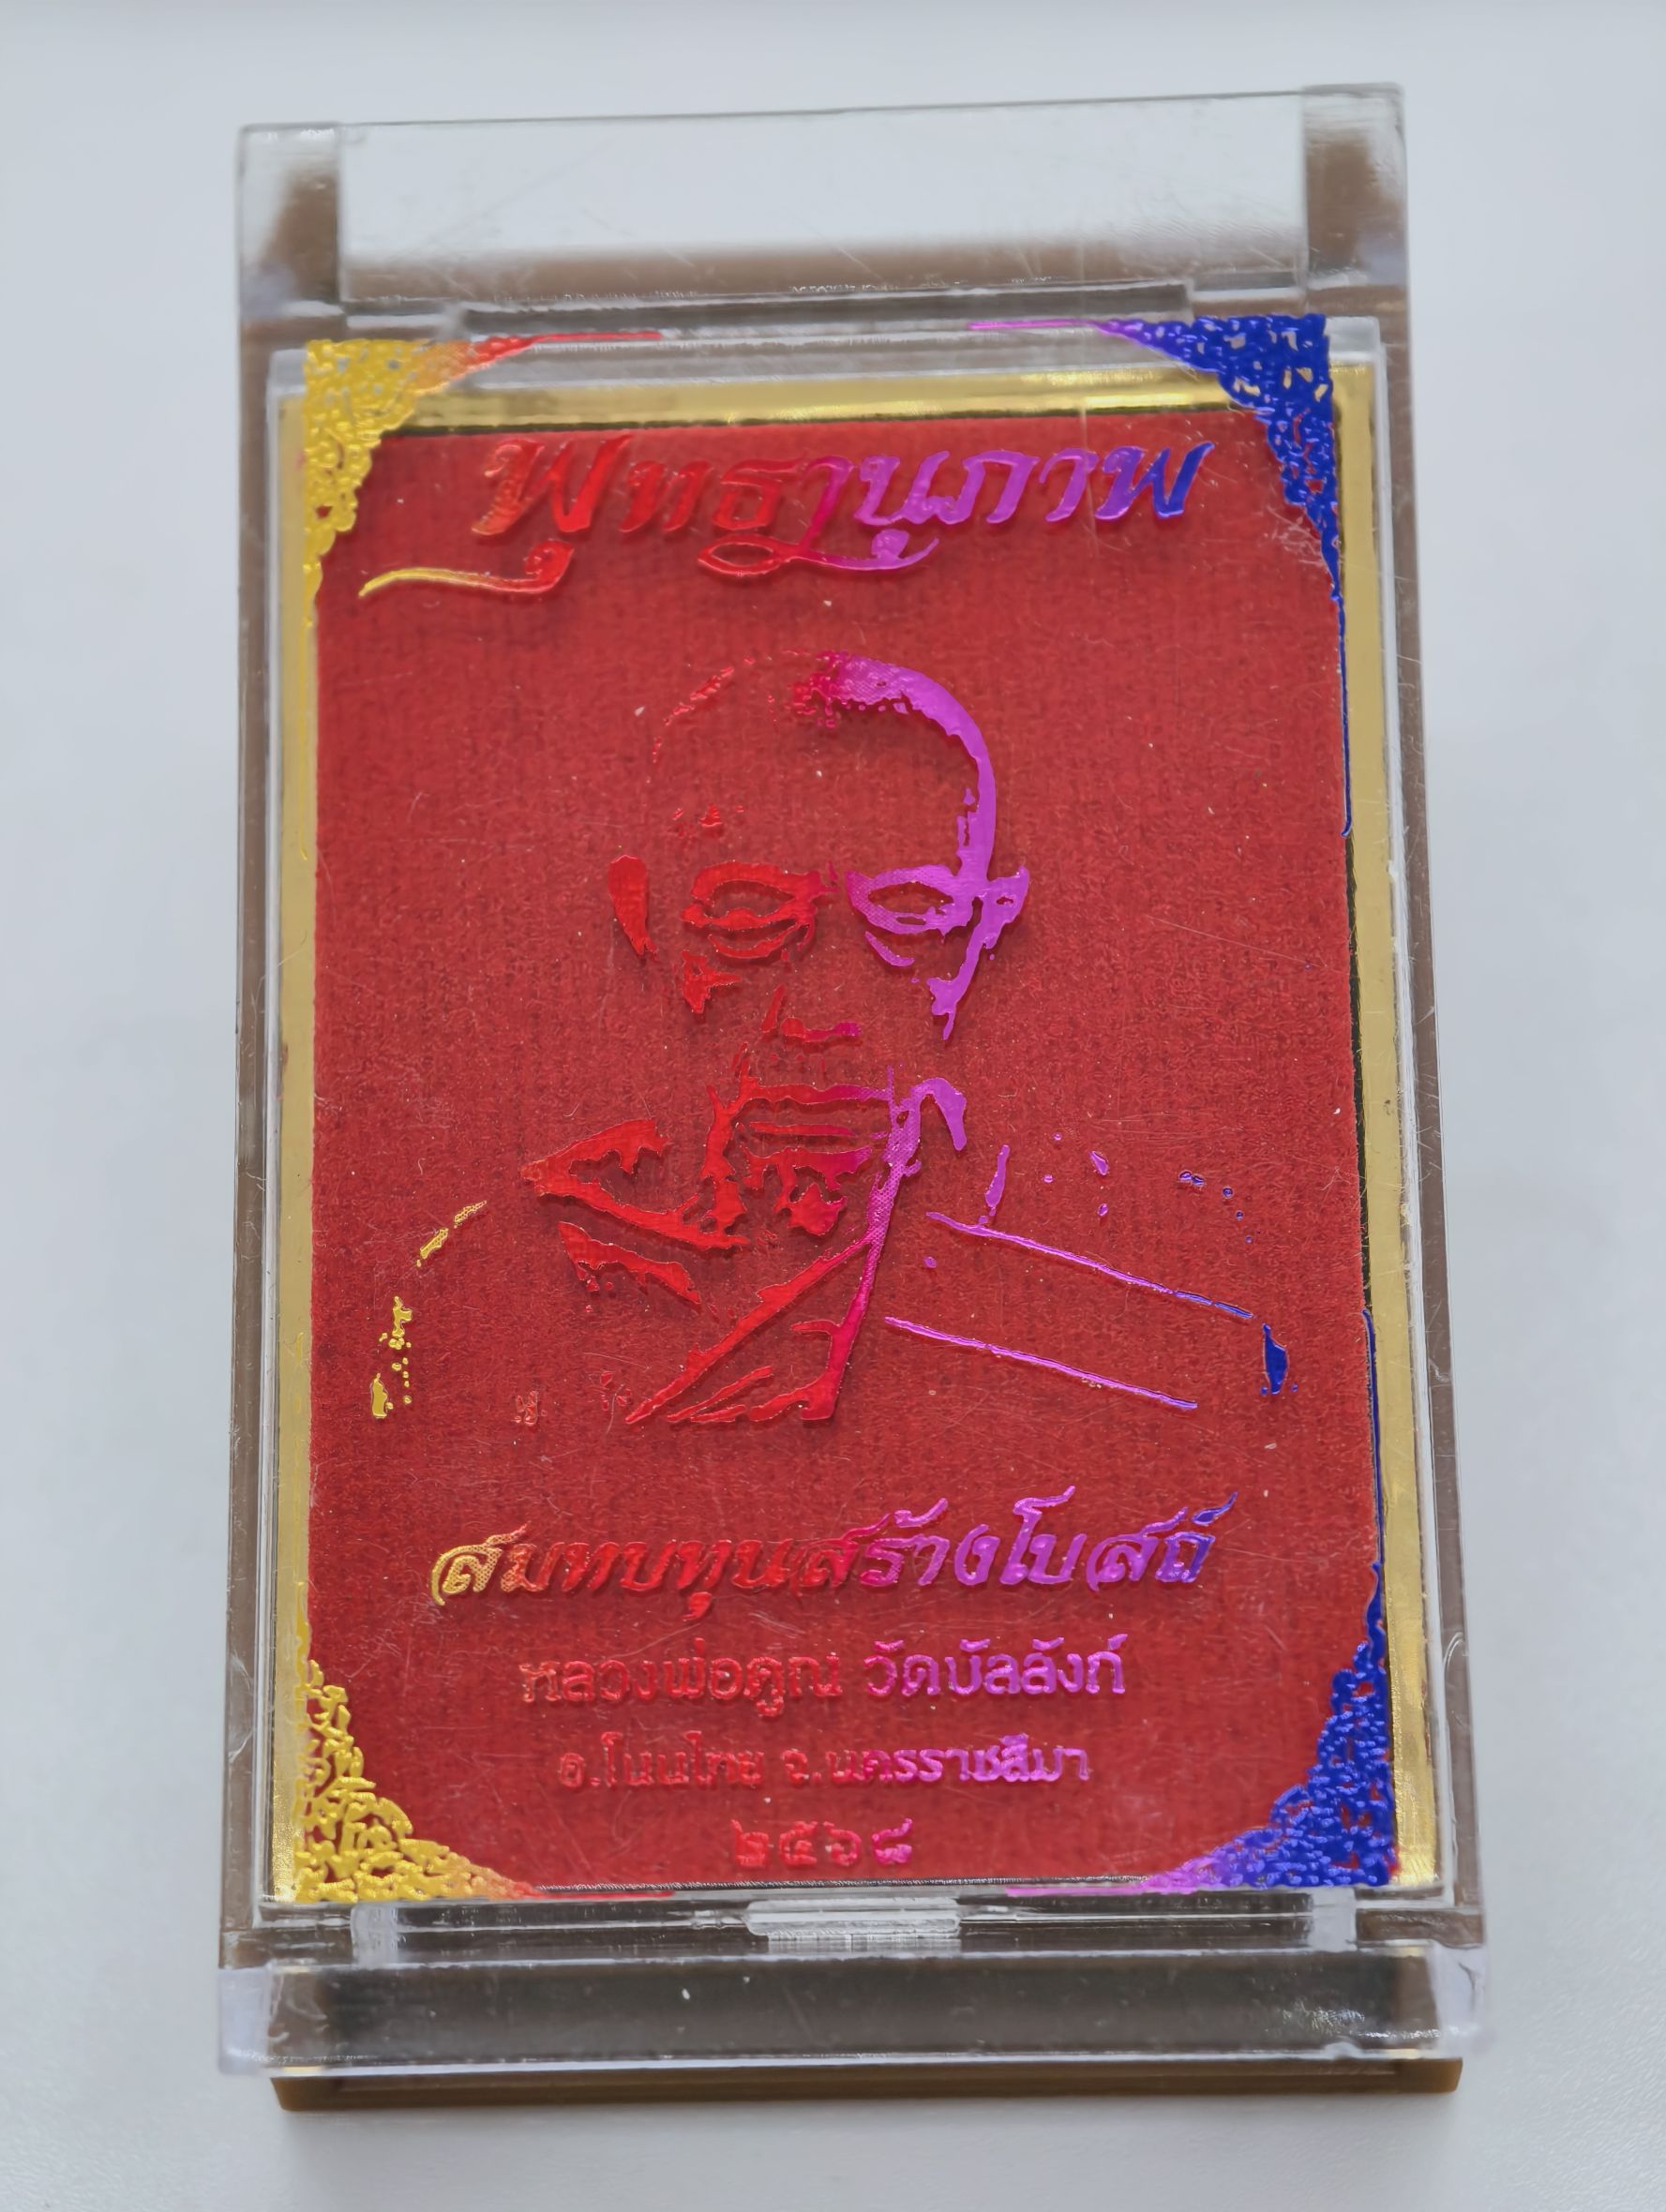 พุทธานุภาพ
สมทบทุนสร้างโบสถ์
หลวงพ่อคูณ วัดบัลลังก์
อ.โนนไทย จ.นครราชสีมา
๒๕๖๘